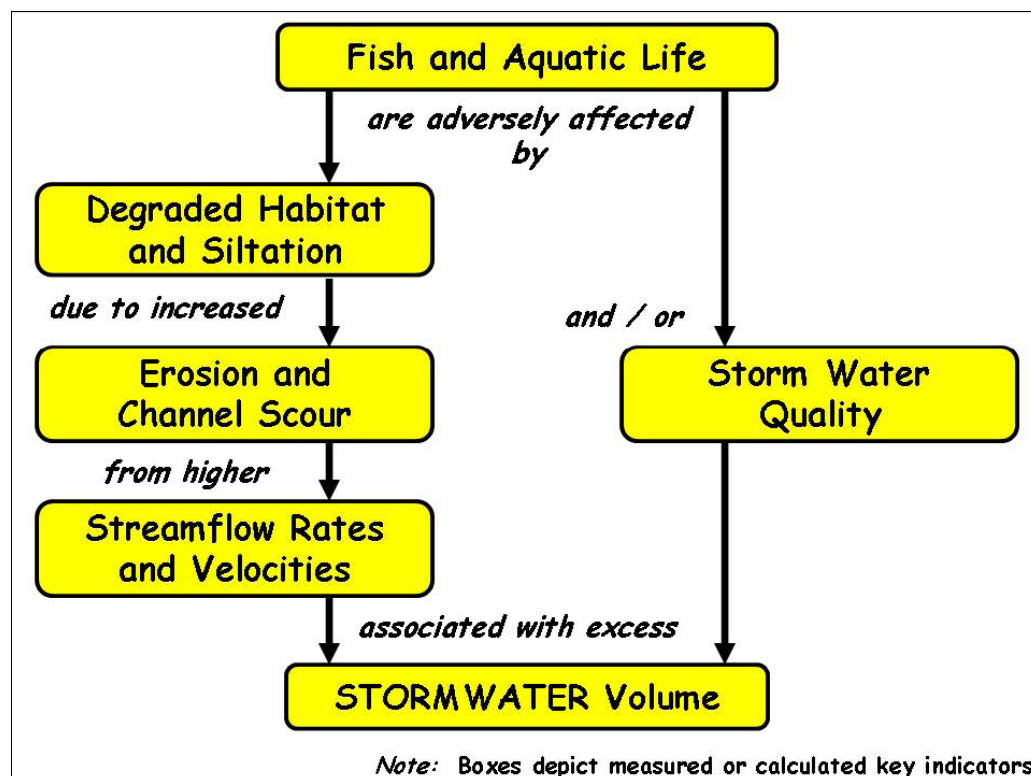 Fish and Aquatic Life
are adversely affected
by
Degraded Habitat
and Siltation
due to increased
and / or
Erosion and
Channel Scour
Storm Water
Quality
from higher
Streamflow Rates
and Velocities
associated with excess
STORMWATER Volume
Note: Boxes depict measured or calculated key indicators